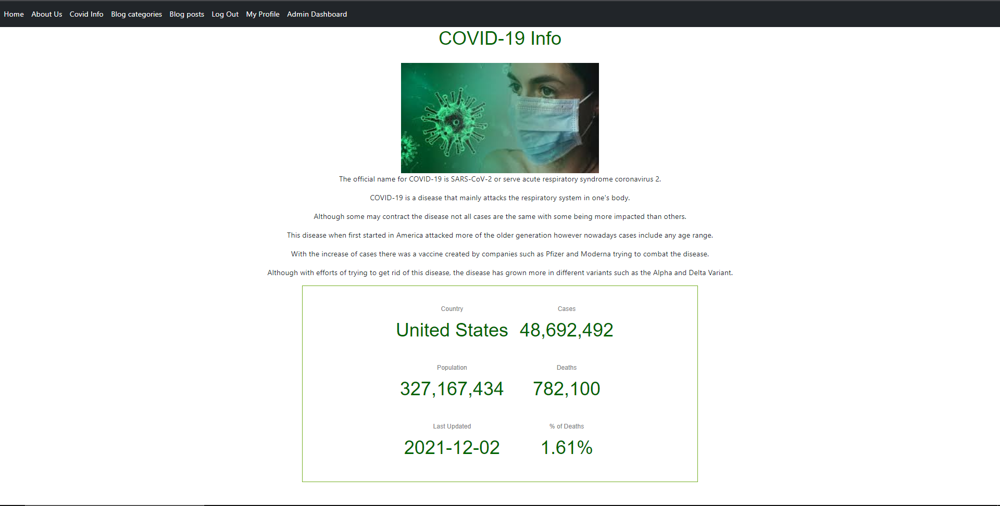 Home About Us Covid Info Blog categories Blog posts Log Out My Profile Admin Dashboard
COVID-19 Info
The official name for COVID-19 is SARS-CoV-2 or serve acute respiratory syndrome coronavirus 2.
COVID-19 is a disease that mainly attacks the respiratory system in one's body.
Although some may contract the disease not all cases are the same with some being more impacted than others.
This disease when first started in America attacked more of the older generation however nowadays cases include any age range.
With the increase of cases there was a vaccine created by companies such as Pfizer and Moderna trying to combat the disease.
Although with efforts of trying to get rid of this disease, the disease has grown more in different variants such as the Alpha and Delta Variant.
Country Cases
United States 48,692,492
Population Deaths
327,167,434 782,100
Last Updated % of Deaths
2021-12-02 1.61%